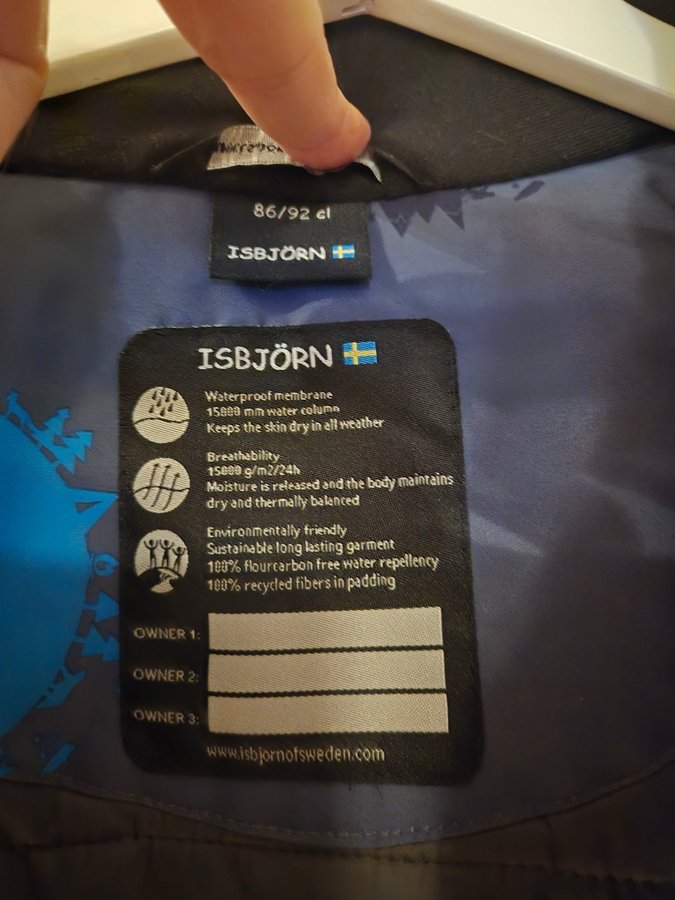 86/92 cl
ISBJÖRN
ISBJÖRN
Waterproof membrane
15000 mm water column
Keeps the skin dry in all weather
Breathability
15000 g/m2/24h
Moisture is released and the body maintains
dry and thermally balanced
Environmentally friendly
Sustainable long lasting garment
100% flourcarbon free water repellency
100% recycled fibers in padding
OWNER 1:
OWNER 2:
OWNER 3:
www.isbjornofsweden.com